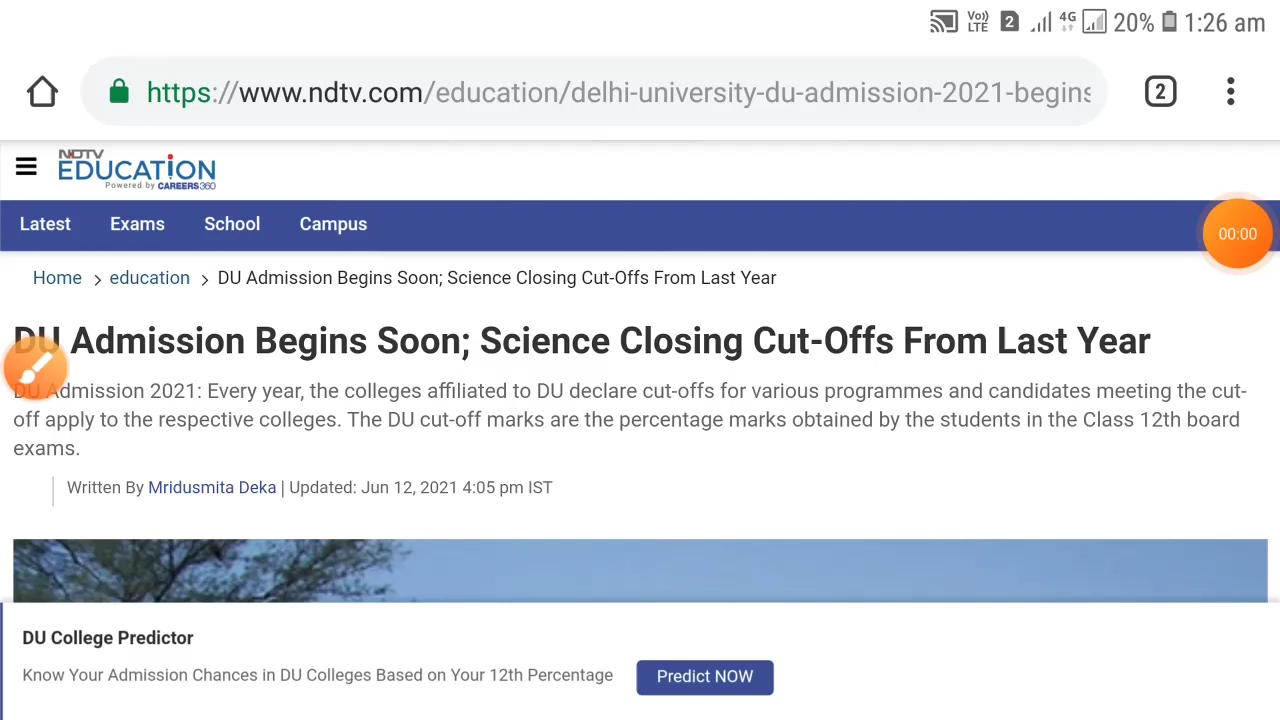 Vo)) 4G
LTE 2 20% 1:26 am
https://www.ndtv.com/education/delhi-university-du-admission-2021-begins 2
NDTV
EDUCATION
Powered by CAREERS360
Latest Exams School Campus
00:00
Home > education > DU Admission Begins Soon; Science Closing Cut-Offs From Last Year
DU Admission Begins Soon; Science Closing Cut-Offs From Last Year
DU Admission 2021: Every year, the colleges affiliated to DU declare cut-offs for various programmes and candidates meeting the cut-
off apply to the respective colleges. The DU cut-off marks are the percentage marks obtained by the students in the Class 12th board
exams.
Written By Mridusmita Deka | Updated: Jun 12, 2021 4:05 pm IST
DU College Predictor
Know Your Admission Chances in DU Colleges Based on Your 12th Percentage Predict NOW